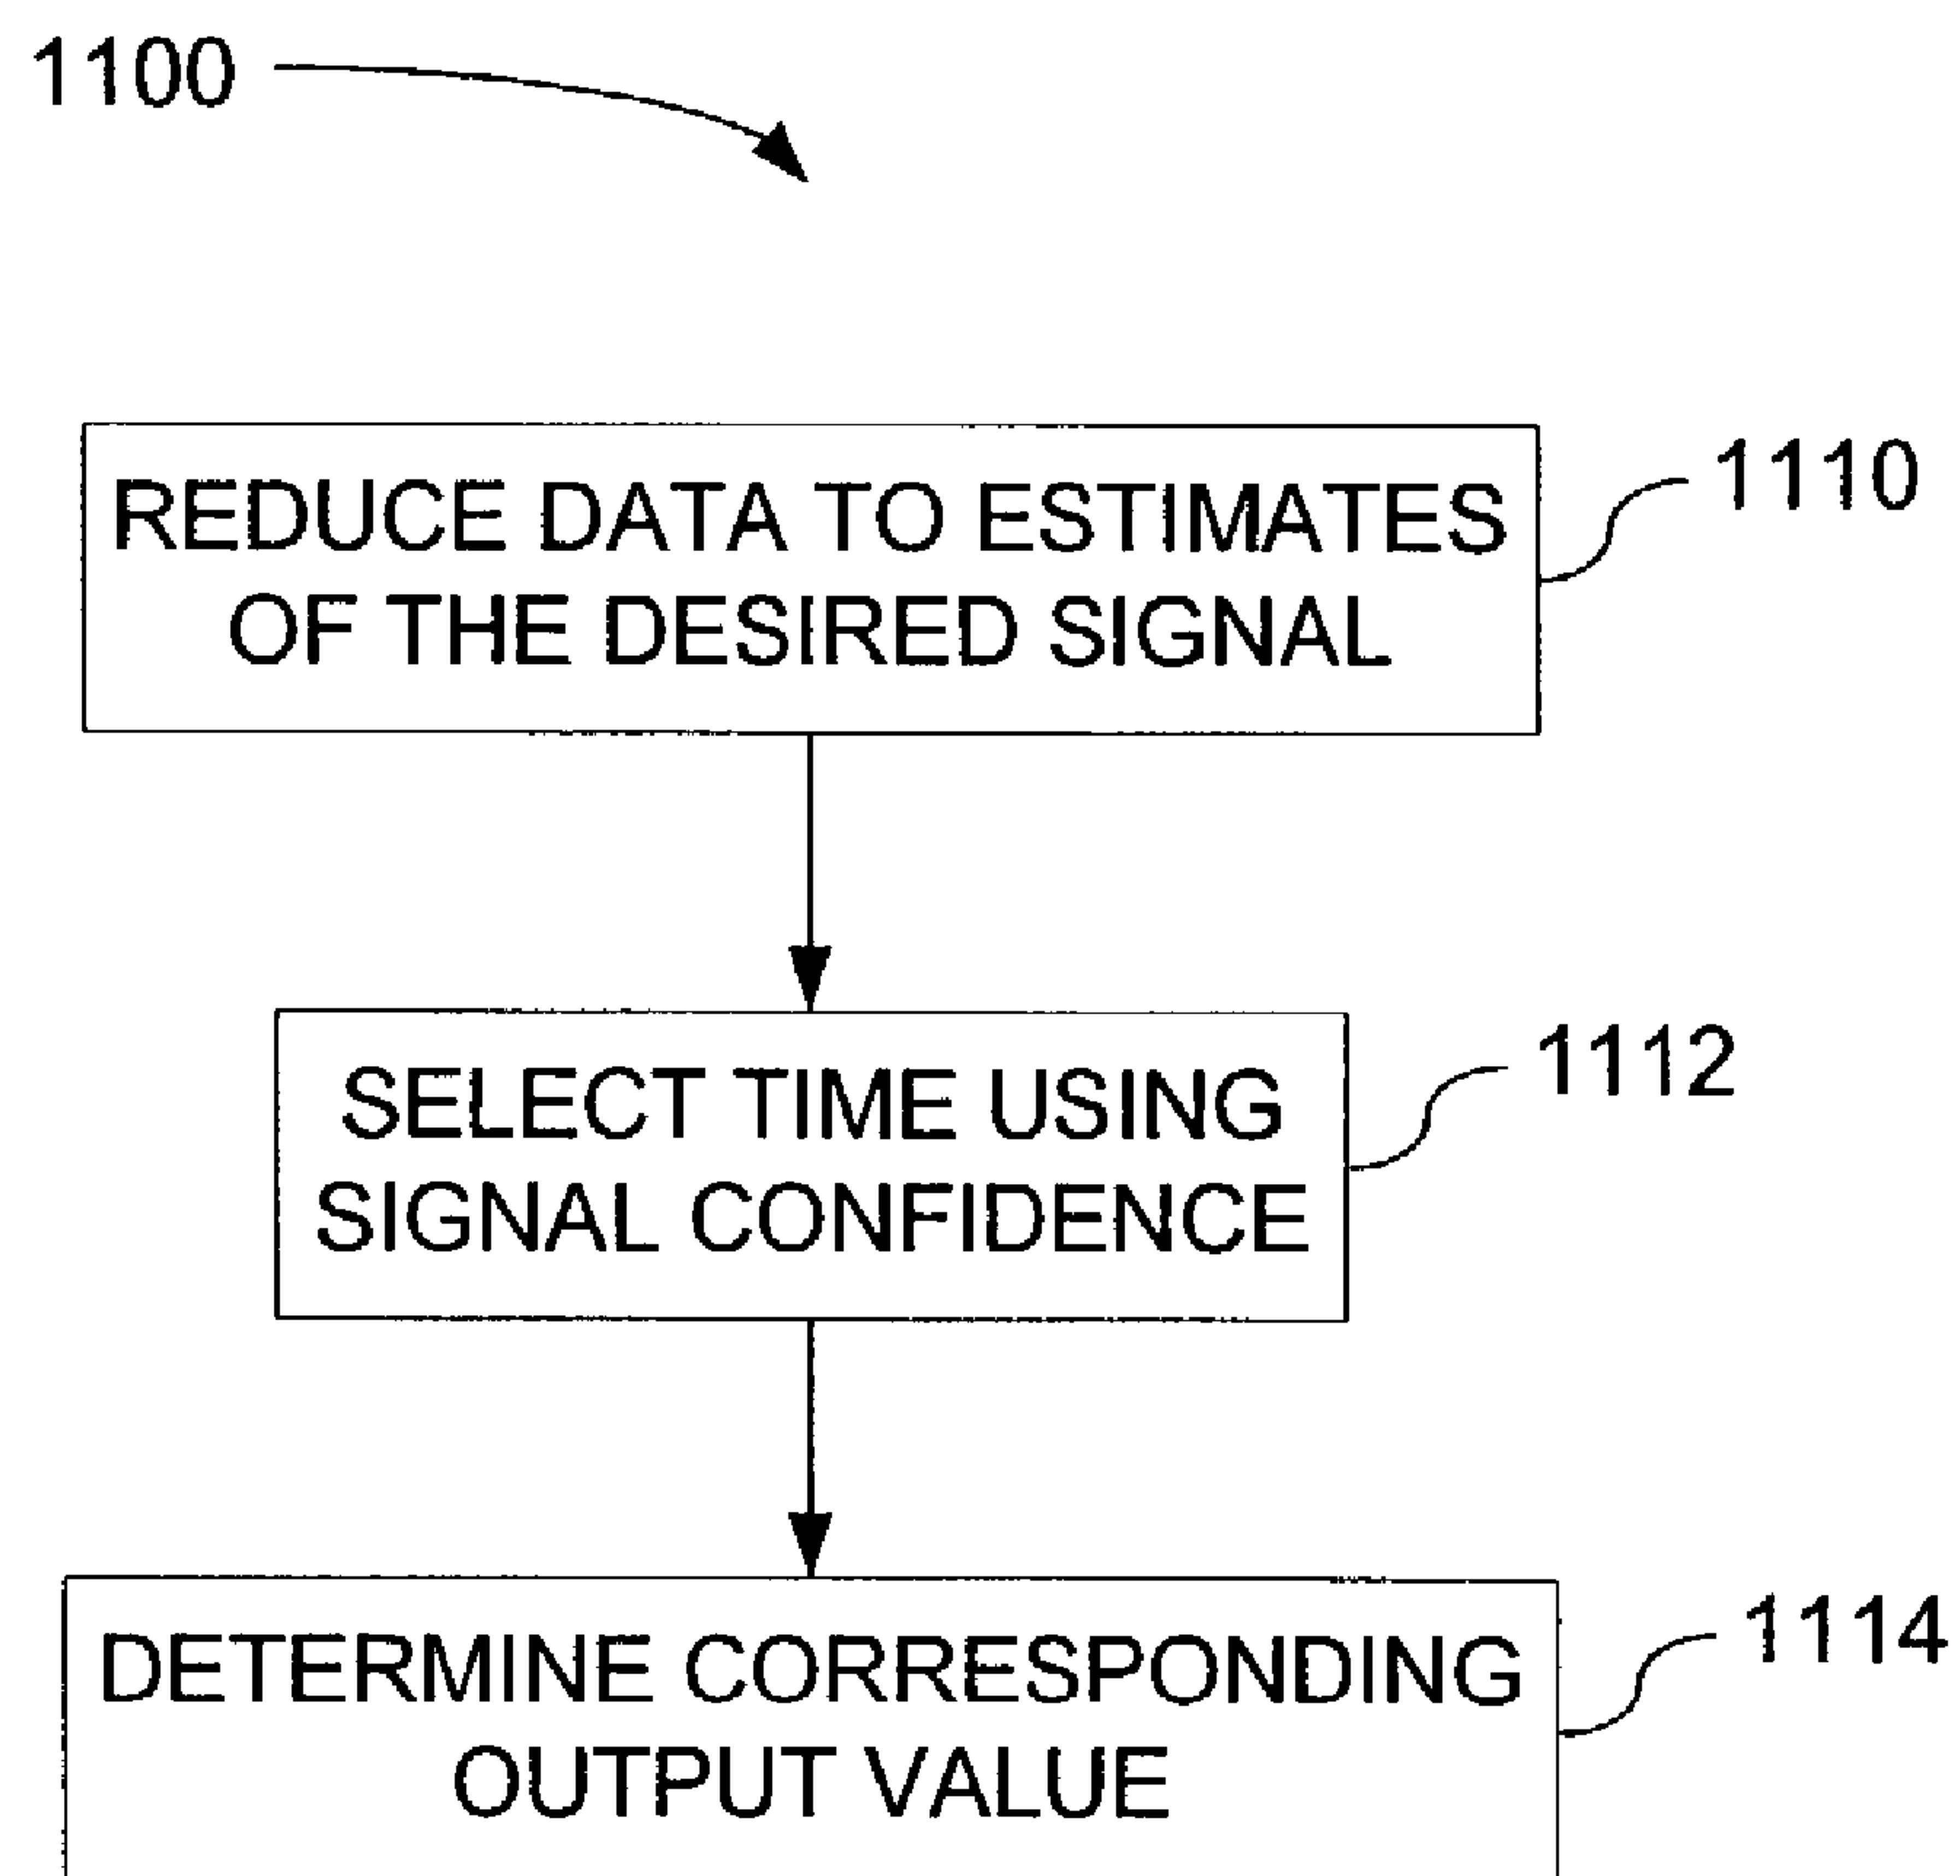 1100
REDUCE DATA TO ESTIMATES
OF THE DESIRED SIGNAL
1110
SELECT TIME USING
SIGNAL CONFIDENCE
1112
DETERMINE CORRESPONDING
OUTPUT VALUE
1114